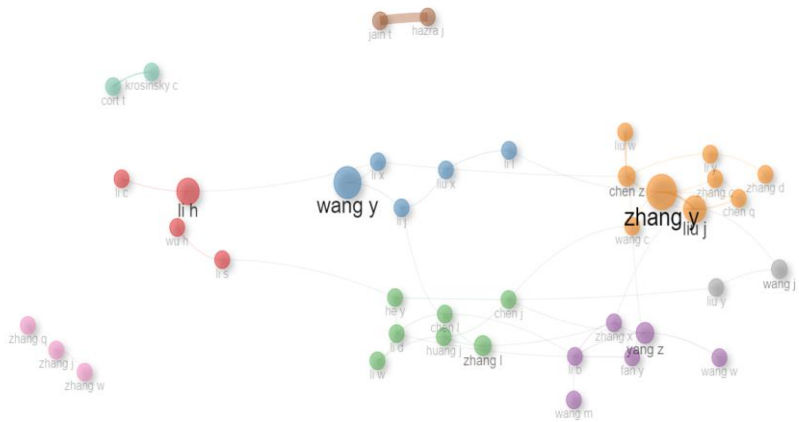 jain t
hazra j
krosinsky c
cort t
liu w
li x
liu x
li y
li c
chen z
zhang c
zhang d
li h
wang y
li j
zhang y
chen q
liu j
wu h
wang c
li s
wang j
liu y
he y
chen j
chen l
zhang q
huang j
zhang x
yang z
li d
zhang l
zhang j
li w
li b
fan y
wang w
zhang w
wang m